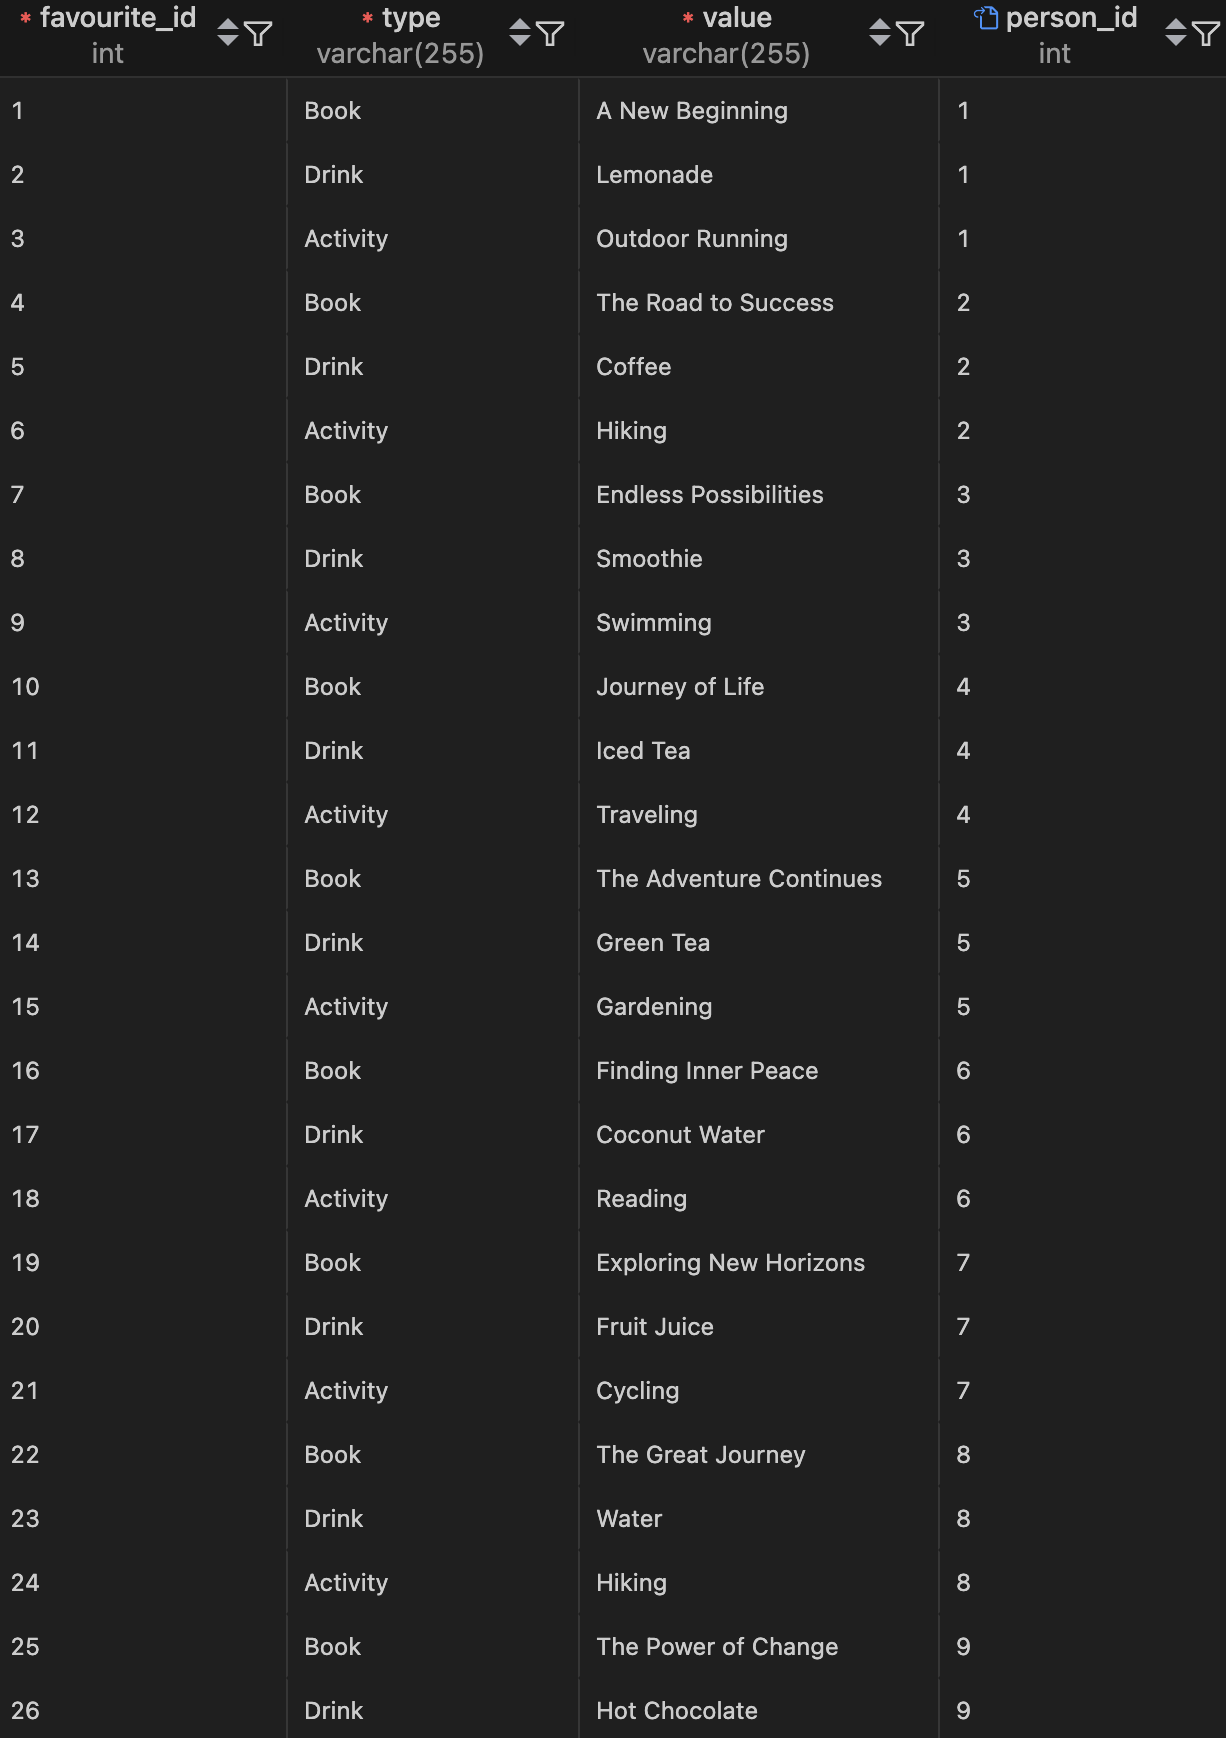 * favourite_id * type * value person_id
int varchar(255) varchar(255) int
1 Book A New Beginning 1
2 Drink Lemonade 1
3 Activity Outdoor Running 1
4 Book The Road to Success 2
5 Drink Coffee 2
6 Activity Hiking 2
7 Book Endless Possibilities 3
8 Drink Smoothie 3
9 Activity Swimming 3
10 Book Journey of Life 4
11 Drink Iced Tea 4
12 Activity Traveling 4
13 Book The Adventure Continues 5
14 Drink Green Tea 5
15 Activity Gardening 5
16 Book Finding Inner Peace 6
17 Drink Coconut Water 6
18 Activity Reading 6
19 Book Exploring New Horizons 7
20 Drink Fruit Juice 7
21 Activity Cycling 7
22 Book The Great Journey 8
23 Drink Water 8
24 Activity Hiking 8
25 Book The Power of Change 9
26 Drink Hot Chocolate 9